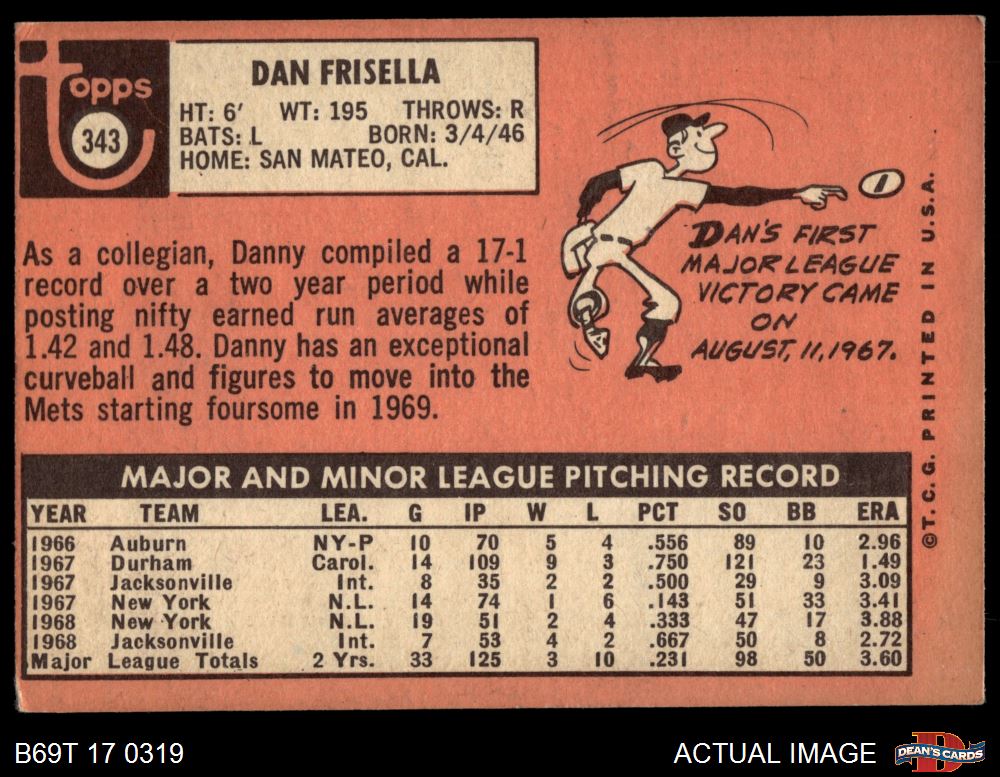 topps
343
DAN FRISELLA
HT: 6' WT: 195 THROWS: R
BATS: L BORN: 3/4/46
HOME: SAN MATEO, CAL.
As a collegian, Danny compiled a 17-1
record over a two year period while
posting nifty earned run averages of
1.42 and 1.48. Danny has an exceptional
curveball and figures to move into the
Mets starting foursome in 1969.
1
DAN'S FIRST
MAJOR LEAGUE
VICTORY CAME
ON
AUGUST, 11, 1967.
©T.C.G. PRINTED IN U.S.A.
MAJOR AND MINOR LEAGUE PITCHING RECORD
YEAR TEAM LEA. G IP W L PCT SO BB ERA
1966 Auburn NY-P 10 70 5 4 .556 89 10 2.96
1967 Durham Carol. 14 109 9 3 .750 121 23 1.49
1967 Jacksonville Int. 8 35 2 2 .500 29 9 3.09
1967 New York N.L. 14 74 1 6 .143 51 33 3.41
1968 New York N.L. 19 51 2 4 .333 47 17 3.88
1968 Jacksonville Int. 7 53 4 2 .667 50 8 2.72
Major League Totals 2 Yrs. 33 125 3 10 .231 98 50 3.60
B69T 17 0319
ACTUAL IMAGE
DEAN'S CARDS